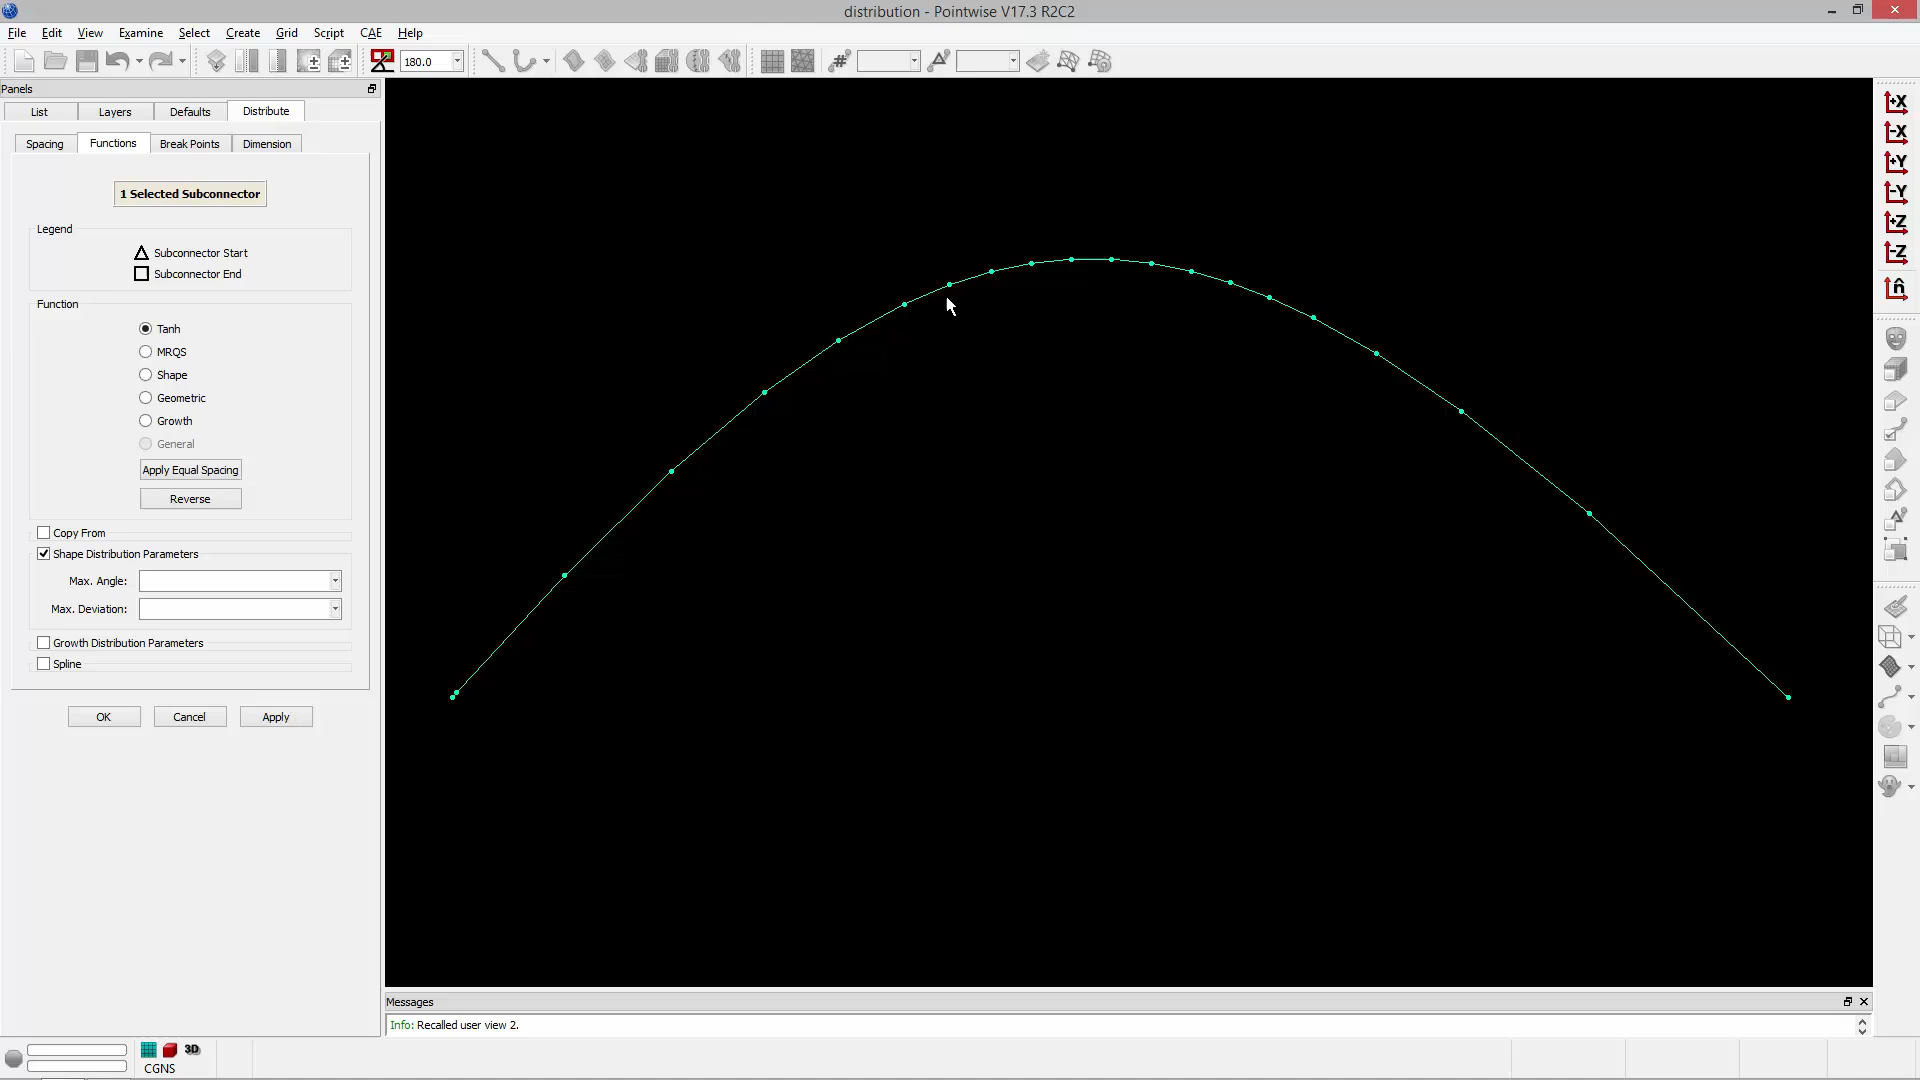 distribution - Pointwise V17.3 R2C2
File Edit View Examine Select Create Grid Script CAE Help
180.0
Panels
List Layers Defaults Distribute
Spacing Functions Break Points Dimension
1 Selected Subconnector
Legend
Subconnector Start
Subconnector End
Function
Tanh
MRQS
Shape
Geometric
Growth
General
Apply Equal Spacing
Reverse
Copy From
Shape Distribution Parameters
Max. Angle:
Max. Deviation:
Growth Distribution Parameters
Spline
OK Cancel Apply
+X
-X
+Y
-Y
+Z
-Z
n̂
Messages
Info: Recalled user view 2.
3D
CGNS